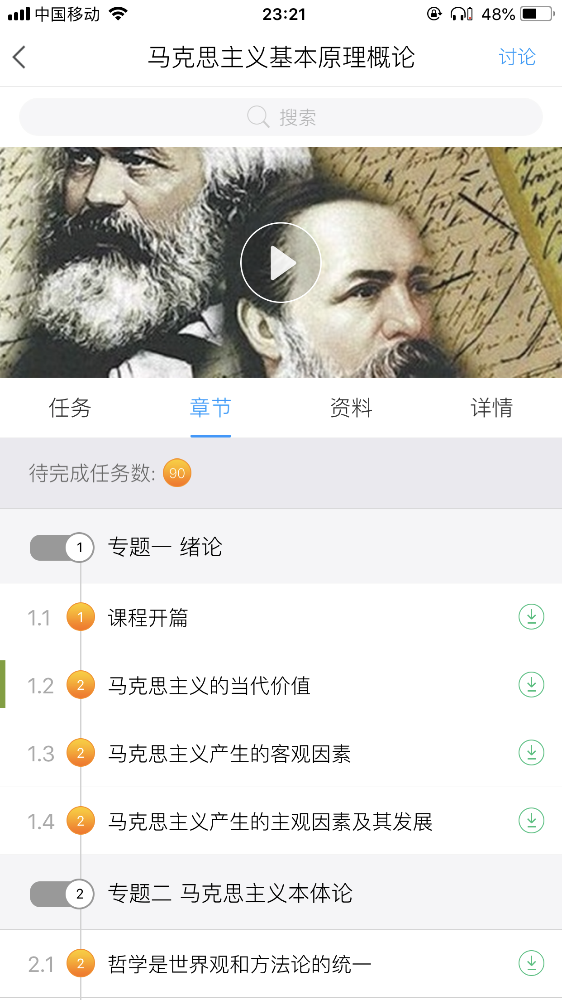 中国移动 23:21 48%
马克思主义基本原理概论 讨论
搜索
任务 章节 资料 详情
待完成任务数: 90
1 专题一 绪论
1.1 1 课程开篇
1.2 2 马克思主义的当代价值
1.3 2 马克思主义产生的客观因素
1.4 2 马克思主义产生的主观因素及其发展
2 专题二 马克思主义本体论
2.1 2 哲学是世界观和方法论的统一